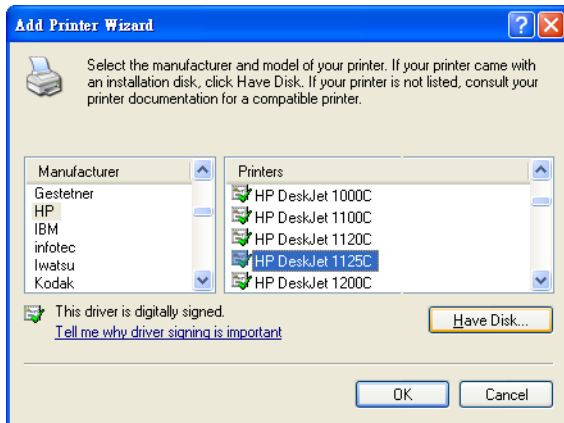 Add Printer Wizard
Select the manufacturer and model of your printer. If your printer came with
an installation disk, click Have Disk. If your printer is not listed, consult your
printer documentation for a compatible printer.
Manufacturer
Gestetner
HP
IBM
infotec
Iwatsu
Kodak
Printers
HP DeskJet 1000C
HP DeskJet 1100C
HP DeskJet 1120C
HP DeskJet 1125C
HP DeskJet 1200C
This driver is digitally signed.
Tell me why driver signing is important
Have Disk...
OK
Cancel